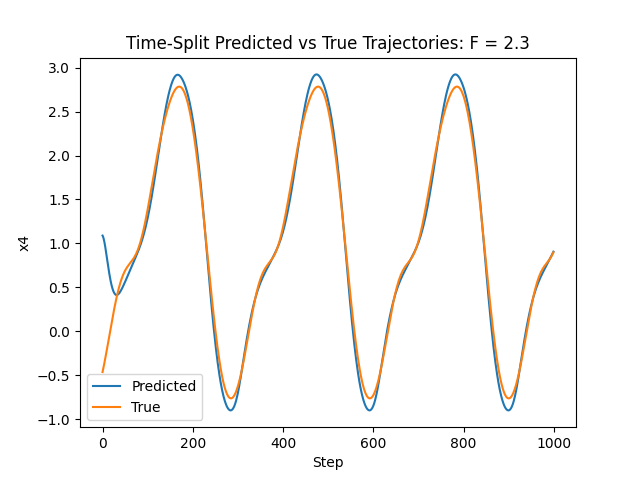 Time-Split Predicted vs True Trajectories: F = 2.3
3.0
2.5
2.0
1.5
1.0
0.5
0.0
−0.5
−1.0
x4
Predicted
True
0 200 400 600 800 1000
Step